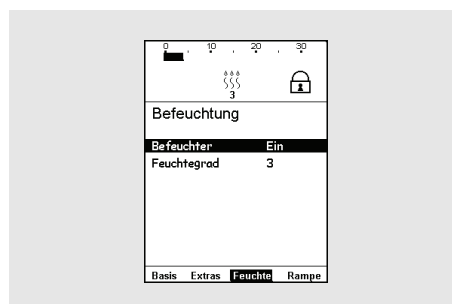 0 10 20 30
3
Befeuchtung
Befeuchter Ein
Feuchtegrad 3
Basis Extras Feuchte Rampe